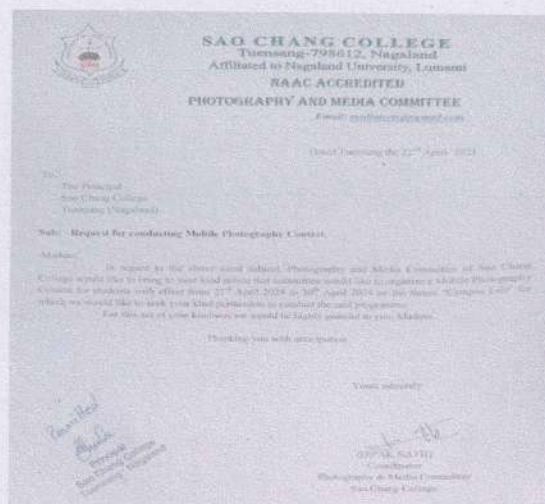 SAO CHANG COLLEGE
Tuensang-798612, Nagaland
Affiliated to Nagaland University, Lumami
NAAC ACCREDITED
PHOTOGRAPHY AND MEDIA COMMITTEE
Email:
Dated Tuensang the 22nd April 2024
To,
The Principal
Sao Chang College
Tuensang (Nagaland)
Sub: Request for conducting Mobile Photography Contest.
Madam,
In regard to the above cited subject, Photography and Media Committee of Sao Chang
College would like to bring to your kind notice that committee would like to organize a Mobile Photography
Contest for students with effect from 22nd April 2024 to 30th April 2024 on the theme "Campus Life" for
which we would like to seek your kind permission to conduct the said programme.
For this act of your kindness we would be highly grateful to you, Madam.
Thanking you with anticipation
Yours sincerely
Principal
Sao Chang College
Tuensang: Nagaland
Coordinator
Photography & Media Committee
Sao Chang College